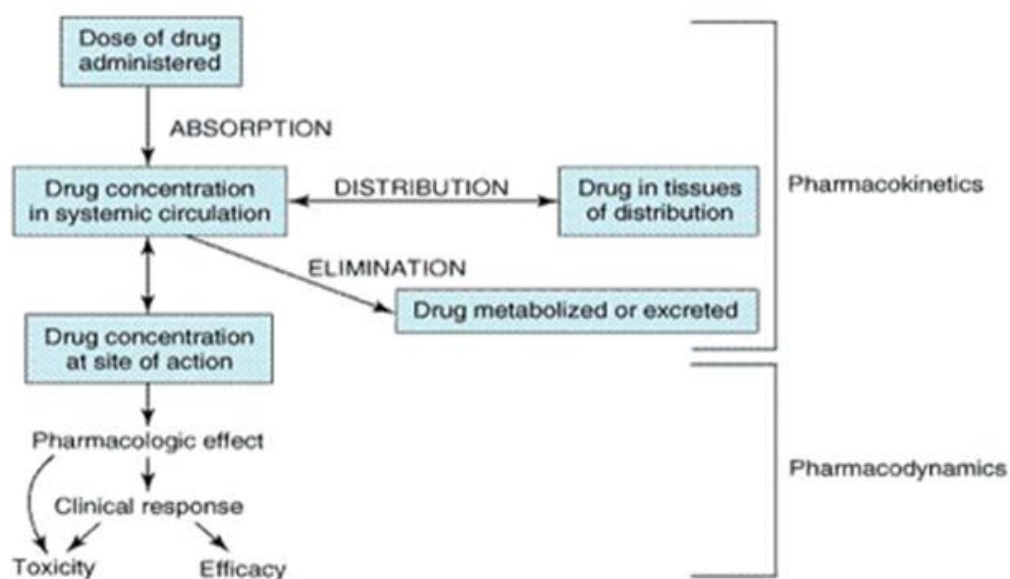 Dose of drug
administered
ABSORPTION
Drug concentration
in systemic circulation
DISTRIBUTION
Drug in tissues
of distribution
Pharmacokinetics
ELIMINATION
Drug metabolized or excreted
Drug concentration
at site of action
Pharmacologic effect
Pharmacodynamics
Clinical response
Toxicity
Efficacy